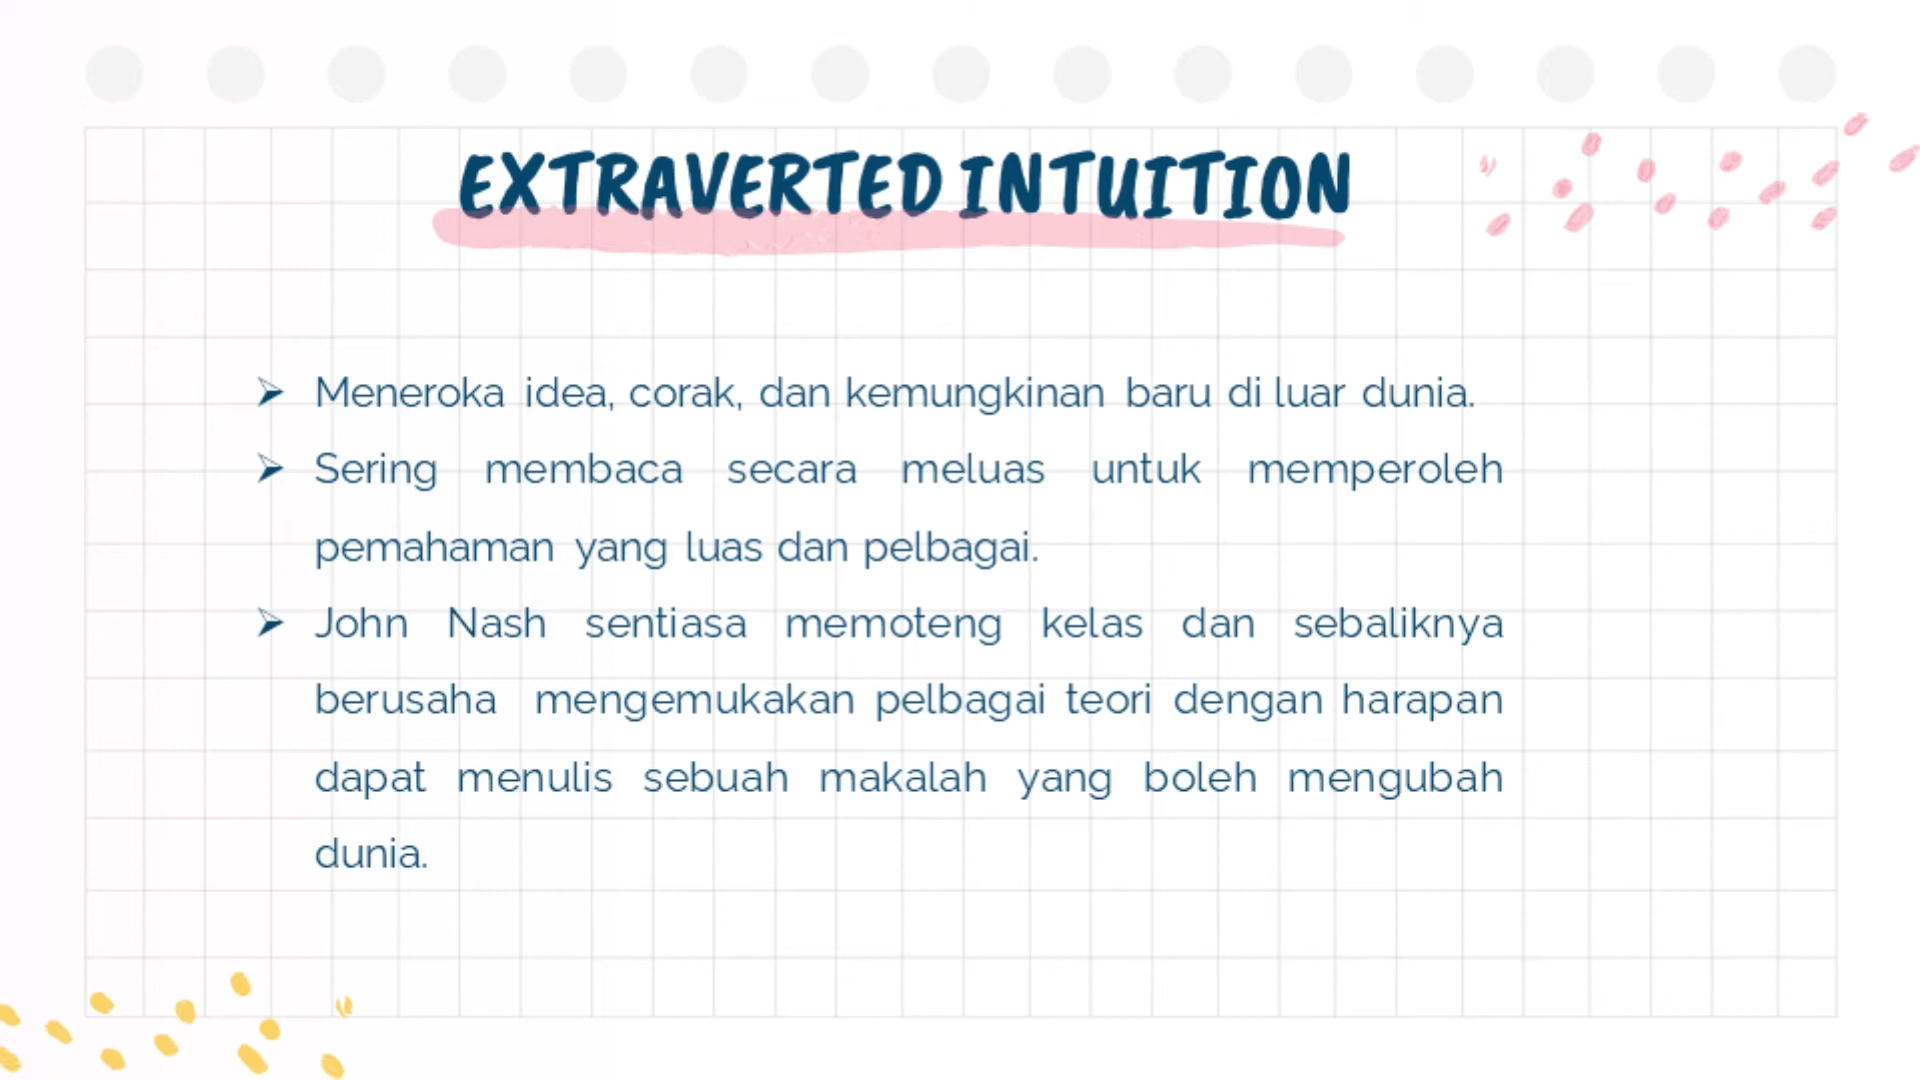 EXTRAVERTED INTUITION
➢ Meneroka idea, corak, dan kemungkinan baru di luar dunia.
➢ Sering membaca secara meluas untuk memperoleh
pemahaman yang luas dan pelbagai.
➢ John Nash sentiasa memoteng kelas dan sebaliknya
berusaha mengemukakan pelbagai teori dengan harapan
dapat menulis sebuah makalah yang boleh mengubah
dunia.